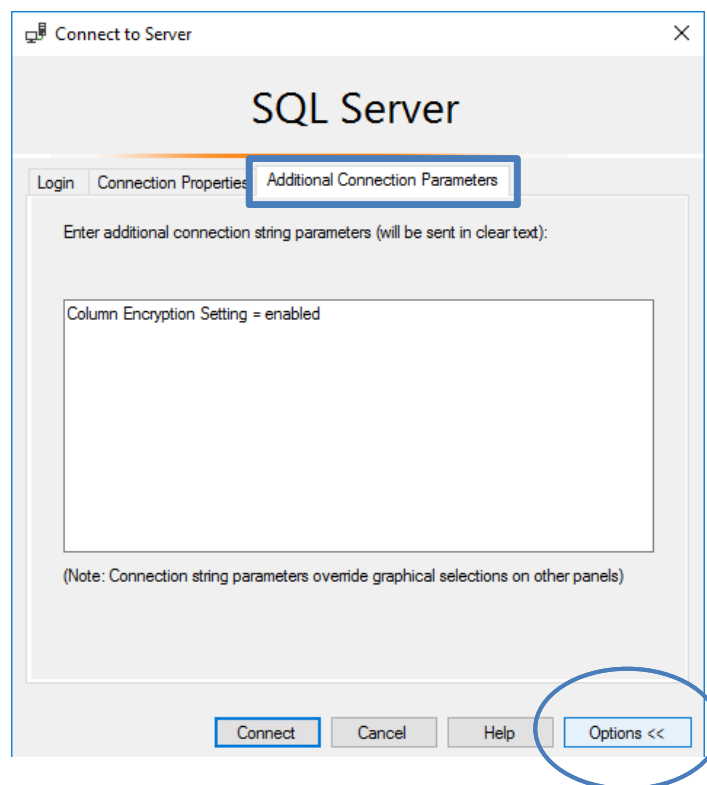 Connect to Server
SQL Server
Login Connection Properties Additional Connection Parameters
Enter additional connection string parameters (will be sent in clear text):
Column Encryption Setting = enabled
(Note: Connection string parameters override graphical selections on other panels)
Connect Cancel Help Options <<